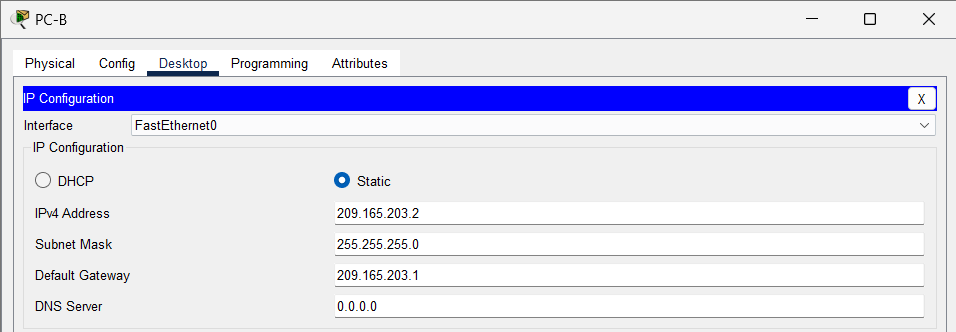 PC-B
Physical Config Desktop Programming Attributes
IP Configuration X
Interface FastEthernet0
IP Configuration
DHCP Static
IPv4 Address 209.165.203.2
Subnet Mask 255.255.255.0
Default Gateway 209.165.203.1
DNS Server 0.0.0.0